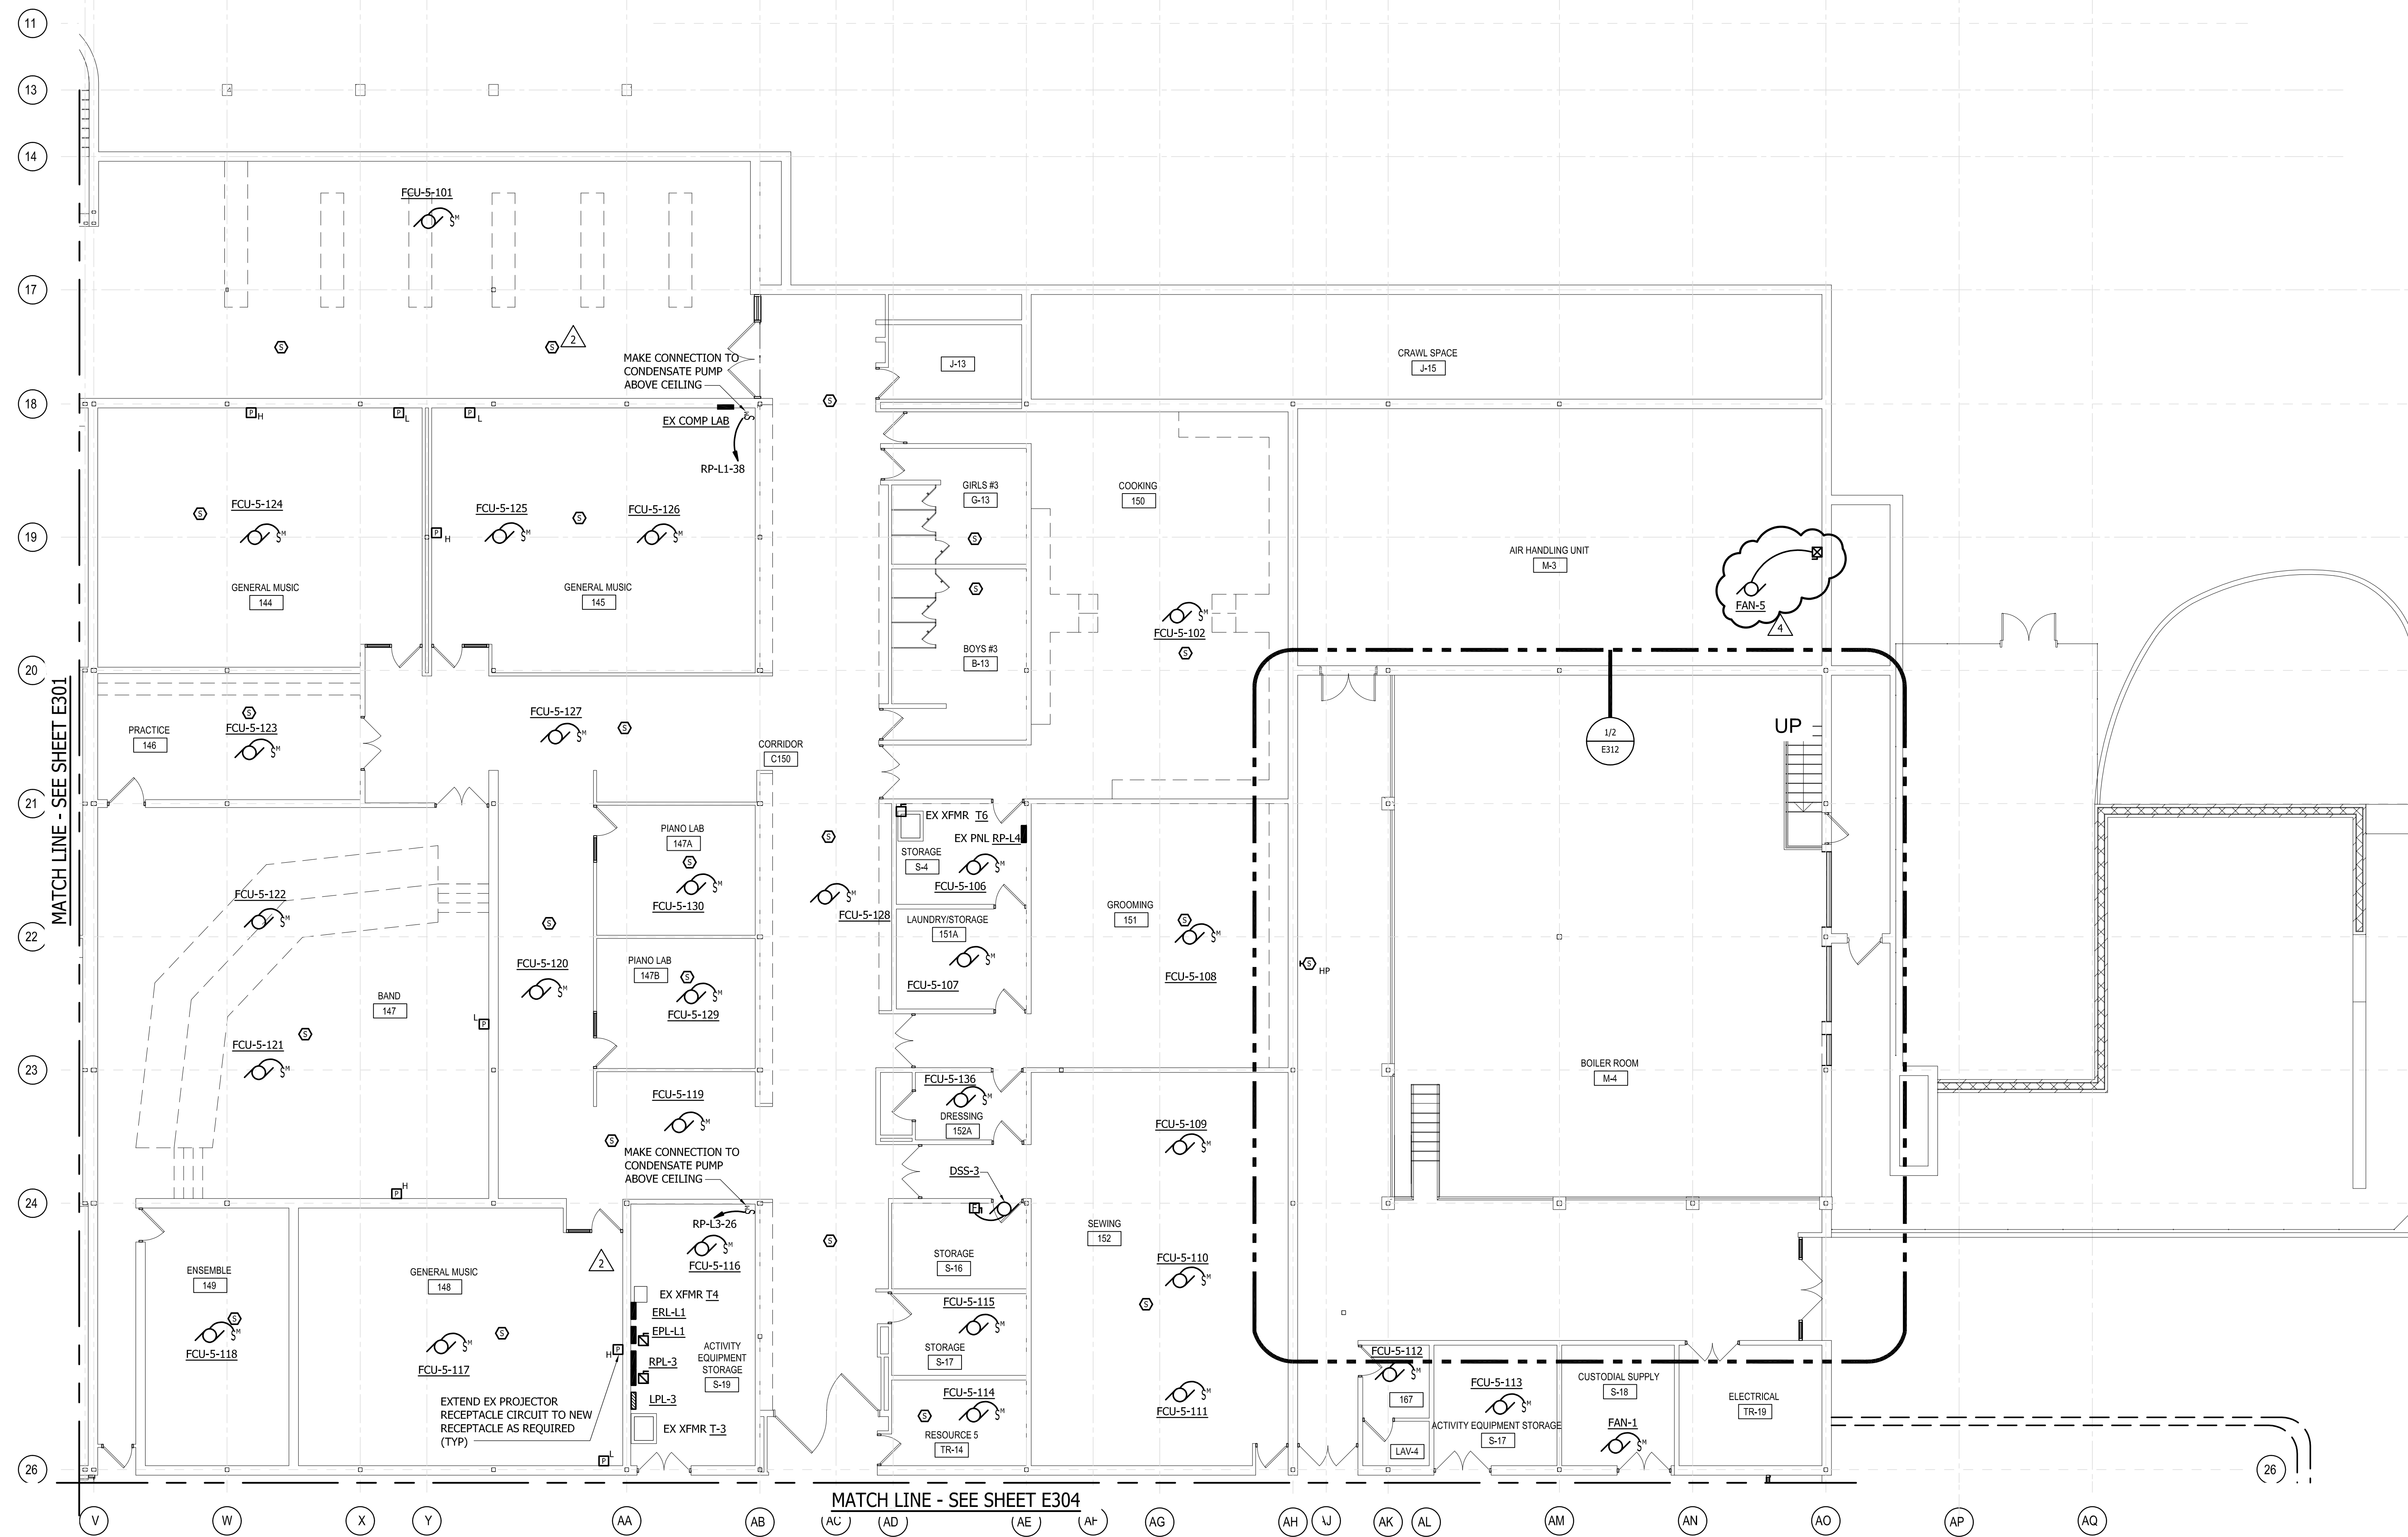 11
13
14
FCU-5-101
S M
17
S
S
2
MAKE CONNECTION TO
CONDENSATE PUMP
ABOVE CEILING
J-13
CRAWL SPACE
J-15
18
P H
P L
P L
EX COMP LAB
S M
S
RP-L1-38
GIRLS #3
G-13
COOKING
150
FCU-5-124
S
S M
FCU-5-125
S M
S
FCU-5-126
S M
P H
19
S
AIR HANDLING UNIT
M-3
FAN-5
4
GENERAL MUSIC
144
GENERAL MUSIC
145
S
S M
FCU-5-102
S
BOYS #3
B-13
20
MATCH LINE - SEE SHEET E301
PRACTICE
146
S
FCU-5-123
S M
FCU-5-127
S M
S
CORRIDOR
C150
1/2
E312
UP
21
PIANO LAB
147A
S
S M
FCU-5-130
S
S M
FCU-5-128
EX XFMR T6
EX PNL RP-L4
STORAGE
S-4
S M
FCU-5-106
FCU-5-122
S M
S
LAUNDRY/STORAGE
151A
S M
FCU-5-107
GROOMING
151
S
S M
FCU-5-108
22
FCU-5-120
S M
PIANO LAB
147B
S
S M
FCU-5-129
S HP
BAND
147
L P
S
FCU-5-121
S M
23
FCU-5-119
S M
FCU-5-136
S M
DRESSING
152A
BOILER ROOM
M-4
FCU-5-109
S M
S
MAKE CONNECTION TO
CONDENSATE PUMP
ABOVE CEILING
DSS-3
P H
24
RP-L3-26
S M
S M
FCU-5-116
S
STORAGE
S-16
SEWING
152
FCU-5-110
S M
S
2
ENSEMBLE
149
S
S M
FCU-5-118
GENERAL MUSIC
148
S M
S
FCU-5-117
H P
EX XFMR T4
ERL-L1
EPL-L1
RPL-3
LPL-3
EX XFMR T-3
ACTIVITY
EQUIPMENT
STORAGE
S-19
FCU-5-115
S M
STORAGE
S-17
FCU-5-114
S
S M
RESOURCE 5
TR-14
S M
FCU-5-111
FCU-5-112
S M
167
LAV-4
FCU-5-113
S M
ACTIVITY EQUIPMENT STORAGE
S-17
CUSTODIAL SUPPLY
S-18
FAN-1
S M
ELECTRICAL
TR-19
EXTEND EX PROJECTOR
RECEPTACLE CIRCUIT TO NEW
RECEPTACLE AS REQUIRED
(TYP)
P L
26
26
MATCH LINE - SEE SHEET E304
V
W
X
Y
AA
AB
AC
AD
AE
AF
AG
AH
AK
AL
AM
AN
AO
AP
AQ